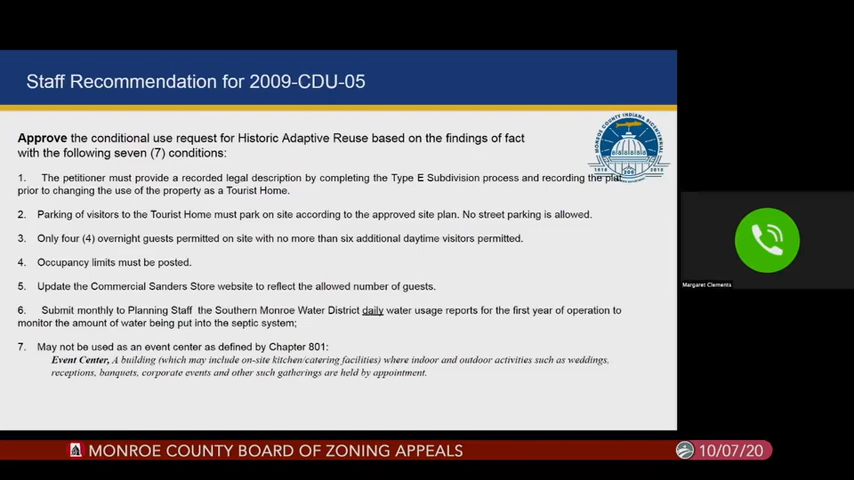 Staff Recommendation for 2009-CDU-05
Approve the conditional use request for Historic Adaptive Reuse based on the findings of fact
with the following seven (7) conditions:
1. The petitioner must provide a recorded legal description by completing the Type E Subdivision process and recording the plat
prior to changing the use of the property as a Tourist Home.
2. Parking of visitors to the Tourist Home must park on site according to the approved site plan. No street parking is allowed.
3. Only four (4) overnight guests permitted on site with no more than six additional daytime visitors permitted.
4. Occupancy limits must be posted.
5. Update the Commercial Sanders Store website to reflect the allowed number of guests.
6. Submit monthly to Planning Staff the Southern Monroe Water District daily water usage reports for the first year of operation to
monitor the amount of water being put into the septic system;
7. May not be used as an event center as defined by Chapter 801:
Event Center, A building (which may include on-site kitchen/catering facilities) where indoor and outdoor activities such as weddings,
receptions, banquets, corporate events and other such gatherings are held by appointment.
MONROE COUNTY INDIANA BICENTENNIAL
1818
200
2018
Margaret Clements
MONROE COUNTY BOARD OF ZONING APPEALS
10/07/20